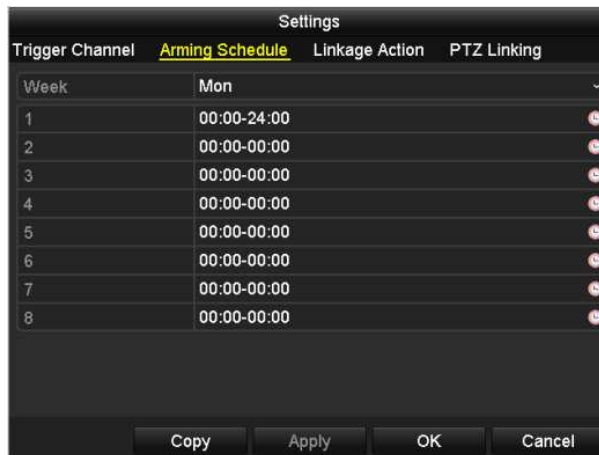 Settings
Trigger Channel Arming Schedule Linkage Action PTZ Linking
Week Mon
1 00:00-24:00
2 00:00-00:00
3 00:00-00:00
4 00:00-00:00
5 00:00-00:00
6 00:00-00:00
7 00:00-00:00
8 00:00-00:00
Copy Apply OK Cancel